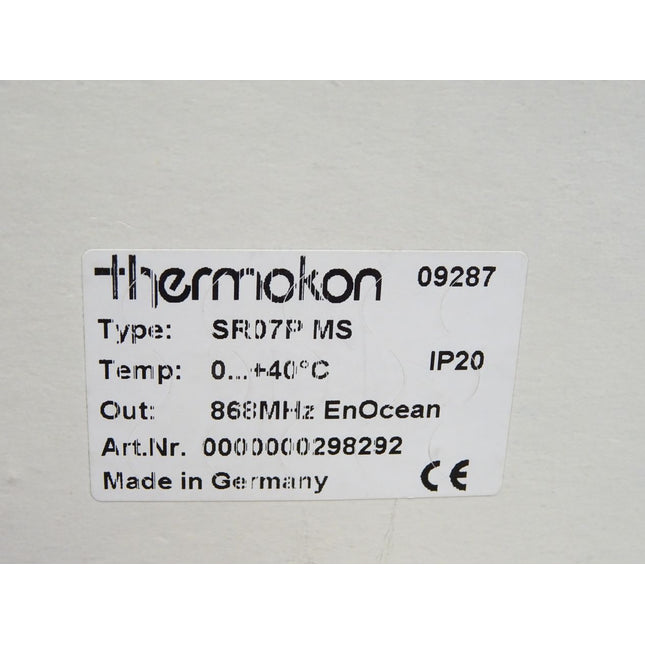 thermokon 09287
Type: SR07P MS
Temp: 0...+40°C IP20
Out: 868MHz EnOcean
Art.Nr. 0000000298292
Made in Germany CE